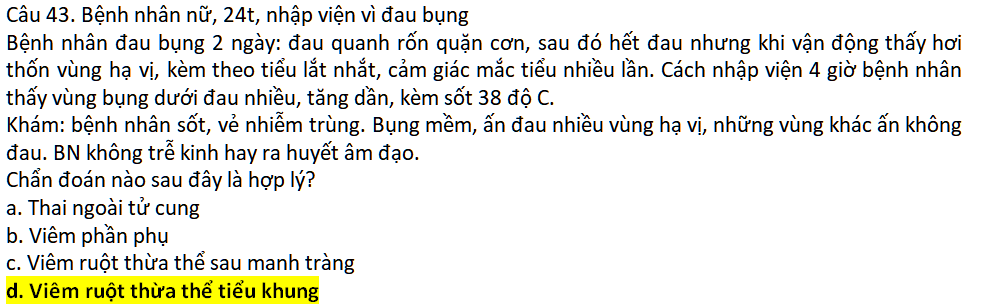 Câu 43. Bệnh nhân nữ, 24t, nhập viện vì đau bụng
Bệnh nhân đau bụng 2 ngày: đau quanh rốn quặn cơn, sau đó hết đau nhưng khi vận động thấy hơi
thốn vùng hạ vị, kèm theo tiểu lắt nhắt, cảm giác mắc tiểu nhiều lần. Cách nhập viện 4 giờ bệnh nhân
thấy vùng bụng dưới đau nhiều, tăng dần, kèm sốt 38 độ C.
Khám: bệnh nhân sốt, vẻ nhiễm trùng. Bụng mềm, ấn đau nhiều vùng hạ vị, những vùng khác ấn không
đau. BN không trễ kinh hay ra huyết âm đạo.
Chẩn đoán nào sau đây là hợp lý?
a. Thai ngoài tử cung
b. Viêm phần phụ
c. Viêm ruột thừa thể sau manh tràng
d. Viêm ruột thừa thể tiểu khung